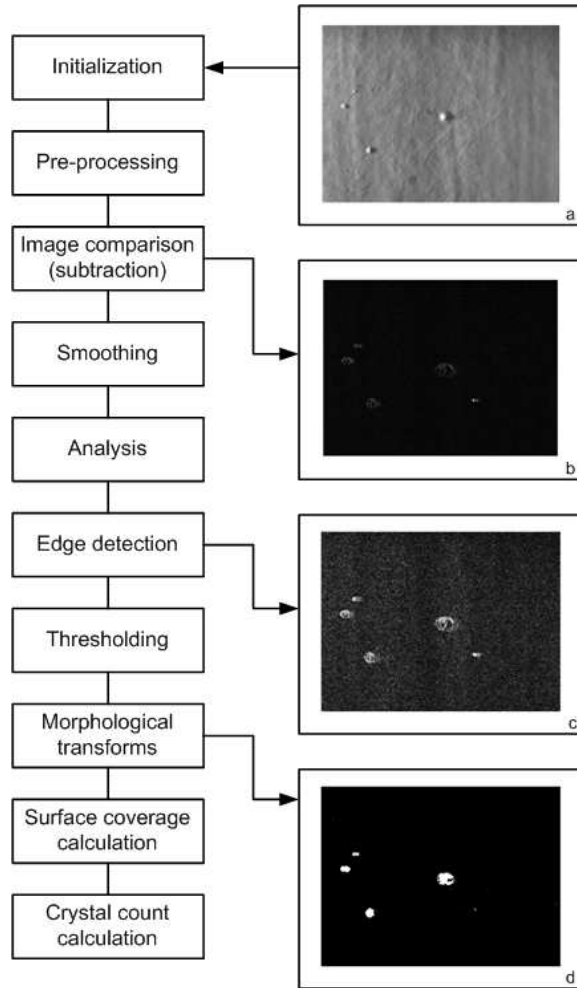 Initialization
Pre-processing
Image comparison
(subtraction)
Smoothing
Analysis
Edge detection
Thresholding
Morphological
transforms
Surface coverage
calculation
Crystal count
calculation
a
b
c
d